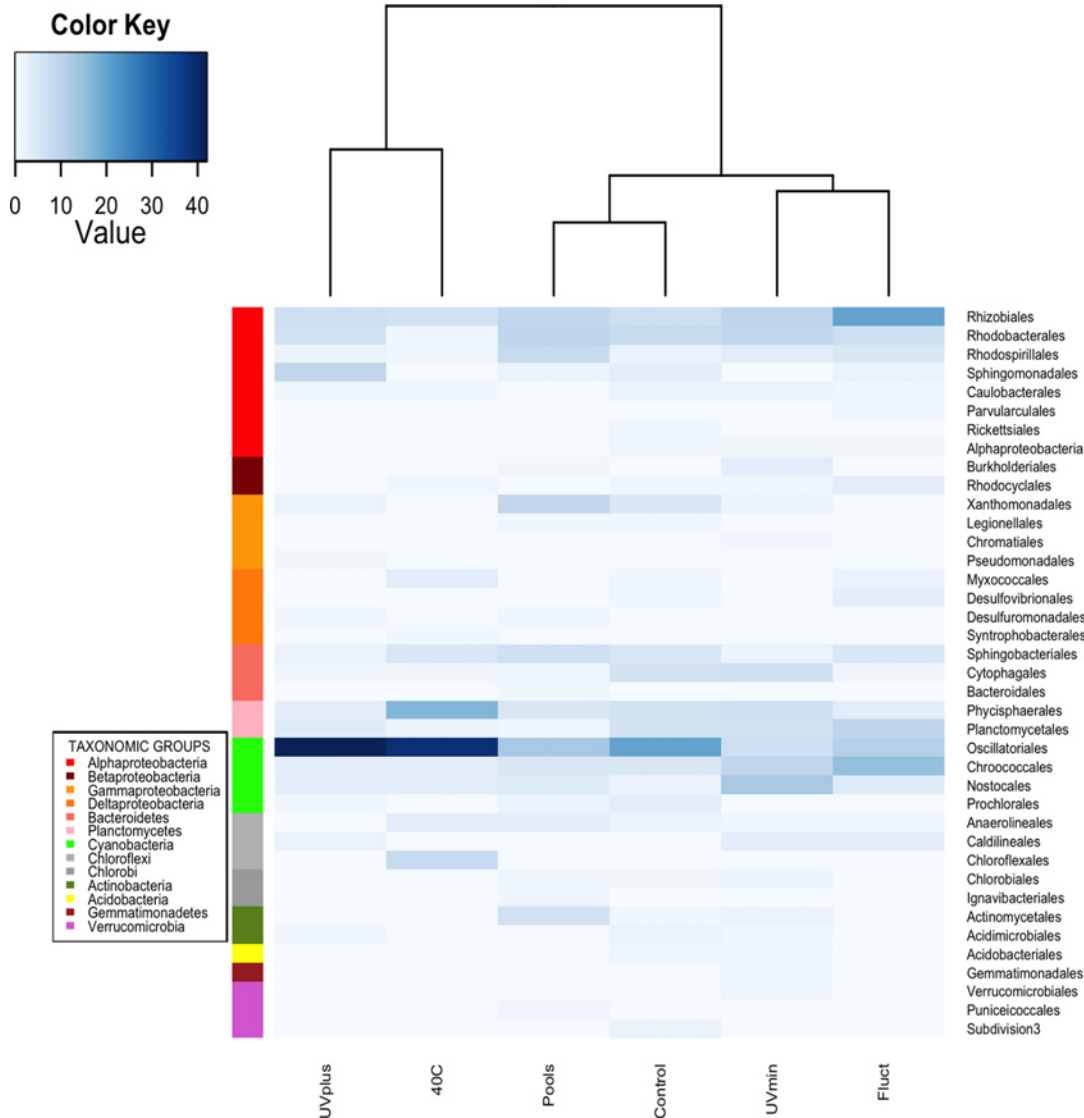 Color Key
0 10 20 30 40
Value
Rhizobiales
Rhodobacterales
Rhodospirillales
Sphingomonadales
Caulobacterales
Parvularculales
Rickettsiales
Alphaproteobacteria
Burkholderiales
Rhodocyclales
Xanthomonadales
Legionellales
Chromatiales
Pseudomonadales
Myxococcales
Desulfovibrionales
Desulfuromonadales
Syntrophobacterales
Sphingobacteriales
Cytophagales
Bacteroidales
Phycisphaerales
Planctomycetales
Oscillatoriales
Chroococcales
Nostocales
Prochlorales
Anaerolineales
Caldilineales
Chloroflexales
Chlorobiales
Ignavibacteriales
Actinomycetales
Acidimicrobiales
Acidobacteriales
Gemmatimonadales
Verrucomicrobiales
Puniceicoccales
Subdivision3
TAXONOMIC GROUPS
Alphaproteobacteria
Betaproteobacteria
Gammaproteobacteria
Deltaproteobacteria
Bacteroidetes
Planctomycetes
Cyanobacteria
Chloroflexi
Chlorobi
Actinobacteria
Acidobacteria
Gemmatimonadetes
Verrucomicrobia
UVplus
40C
Pools
Control
UVmin
Fluct